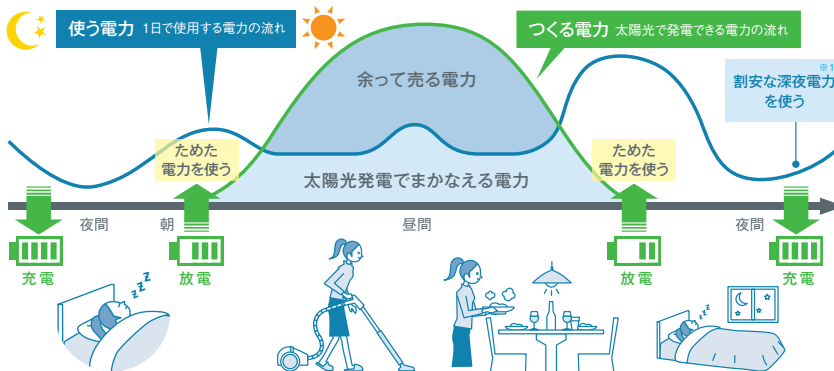 使う電力 1日で使用する電力の流れ
つくる電力 太陽光で発電できる電力の流れ
余って売る電力
※1
割安な深夜電力
を使う
ためた
電力を使う
太陽光発電でまかなえる電力
ためた
電力を使う
夜間
朝
昼間
夜間
充電
放電
放電
充電
zzz
zzz